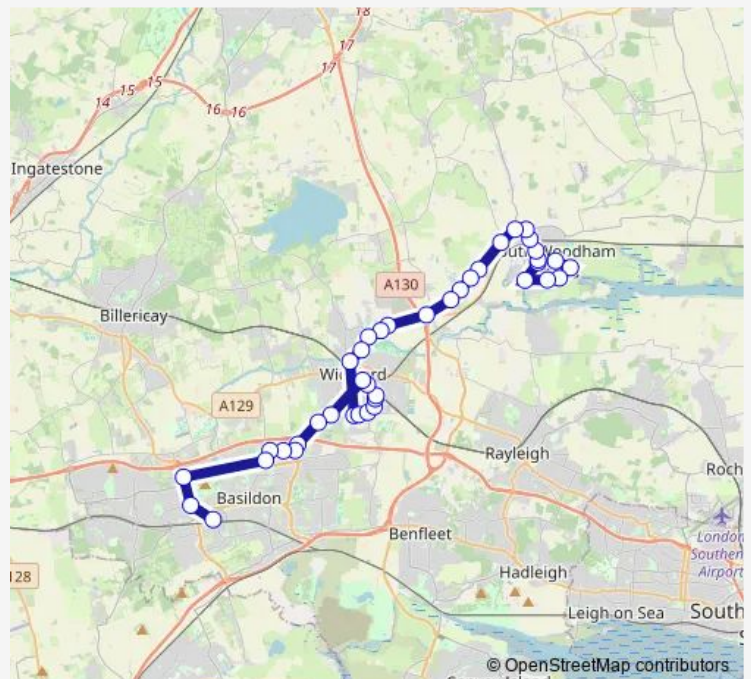 18
17
17
15
15
14
16
16
Ingatestone
South Woodham
A130
Billericay
Wickford
A129
Rayleigh
Roch
Basildon
London
Southen
Airport
Benfleet
128
Hadleigh
Leigh on Sea
South
© OpenStreetMap contributors